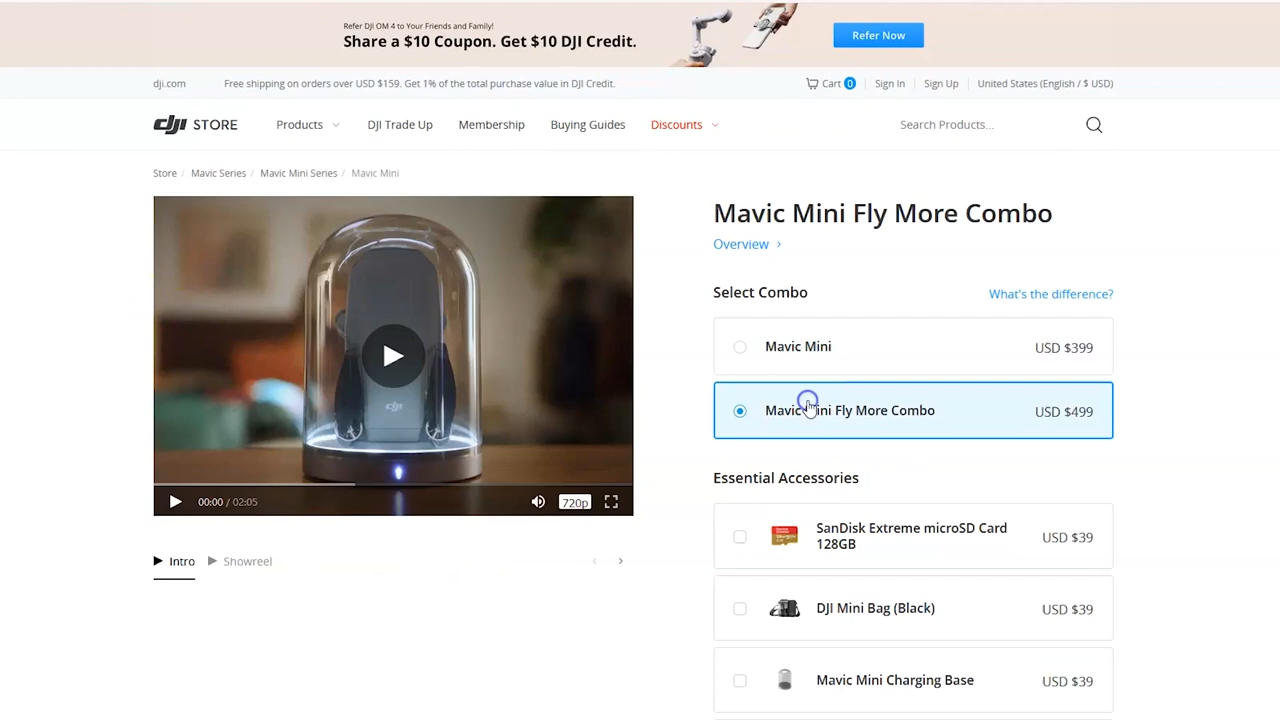 Refer DJI OM 4 to Your Friends and Family!
Share a $10 Coupon. Get $10 DJI Credit.
Refer Now
dji.com
Free shipping on orders over USD $159. Get 1% of the total purchase value in DJI Credit.
Cart 0
Sign In
Sign Up
United States (English / $ USD)
dji STORE
Products
DJI Trade Up
Membership
Buying Guides
Discounts
Search Products...
Store / Mavic Series / Mavic Mini Series / Mavic Mini
dji
00:00 / 02:05
720p
Intro
Showreel
Mavic Mini Fly More Combo
Overview
Select Combo
What's the difference?
Mavic Mini
USD $399
Mavic Mini Fly More Combo
USD $499
Essential Accessories
SanDisk Extreme microSD Card
128GB
USD $39
DJI Mini Bag (Black)
USD $39
Mavic Mini Charging Base
USD $39